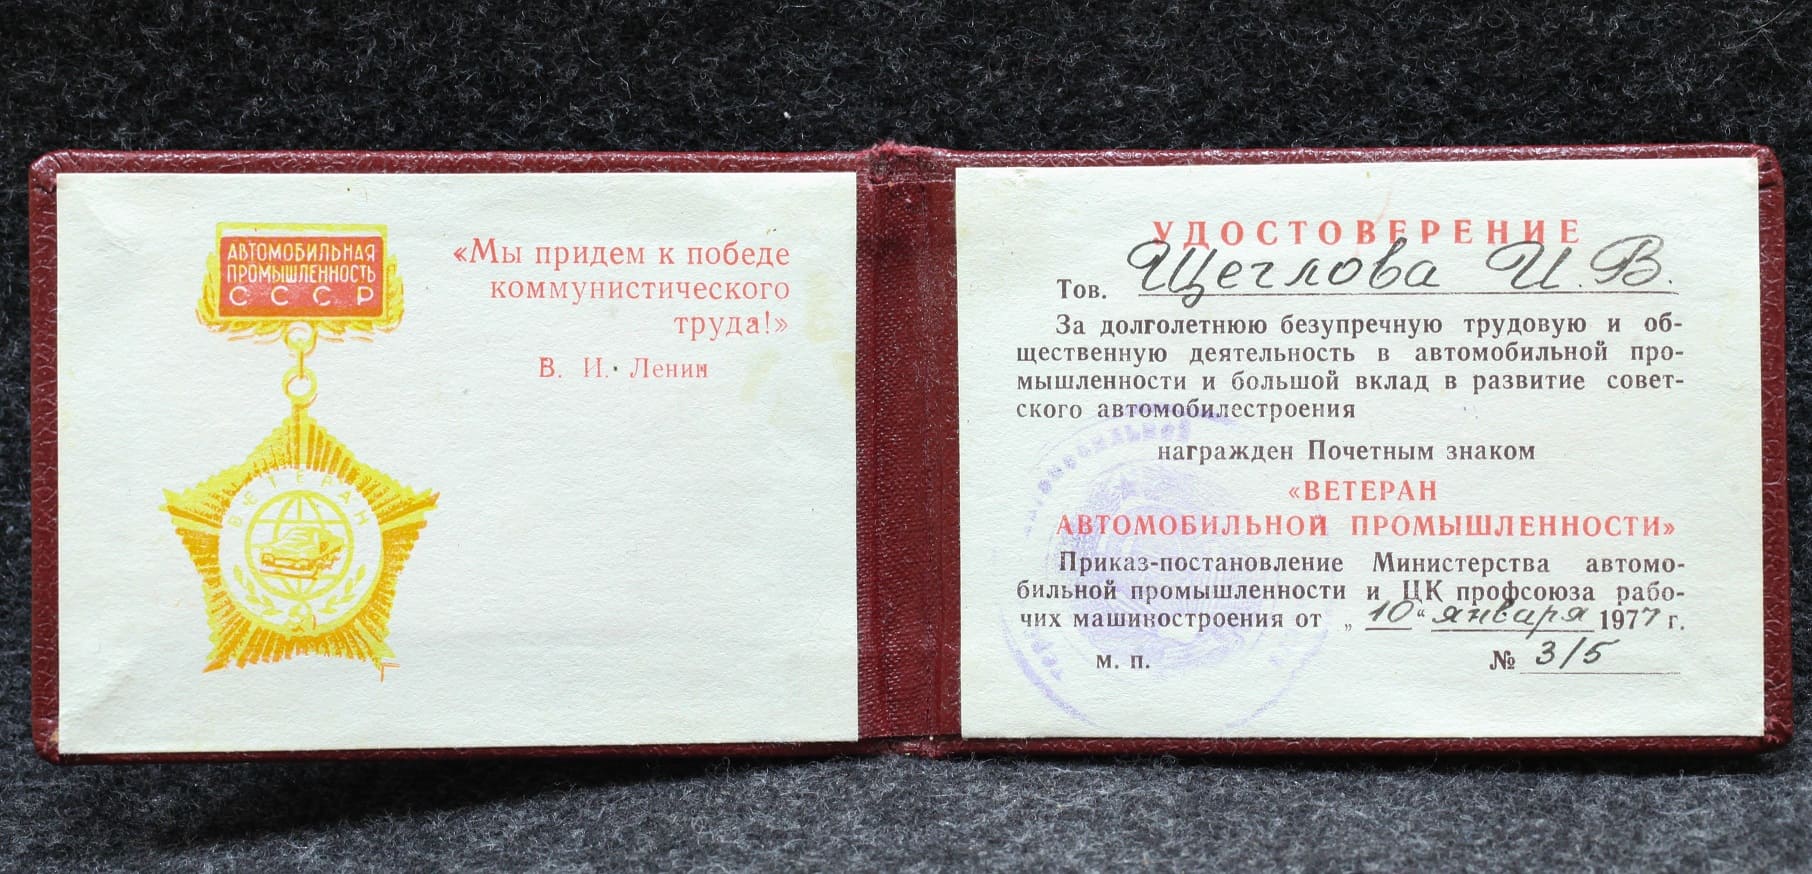 АВТОМОБИЛЬНАЯ
ПРОМЫШЛЕННОСТЬ
СССР
ВЕТЕРАН
«Мы придем к победе
коммунистического
труда!»
В. И. Ленин
УДОСТОВЕРЕНИЕ
Тов. Щеглова И. В.
За долголетнюю безупречную трудовую и об-
щественную деятельность в автомобильной про-
мышленности и большой вклад в развитие совет-
ского автомобилестроения
награжден Почетным знаком
«ВЕТЕРАН
АВТОМОБИЛЬНОЙ ПРОМЫШЛЕННОСТИ»
Приказ-постановление Министерства автомо-
бильной промышленности и ЦК профсоюза рабо-
чих машиностроения от „10“ января 1977 г.
м. п.
№ 3/5